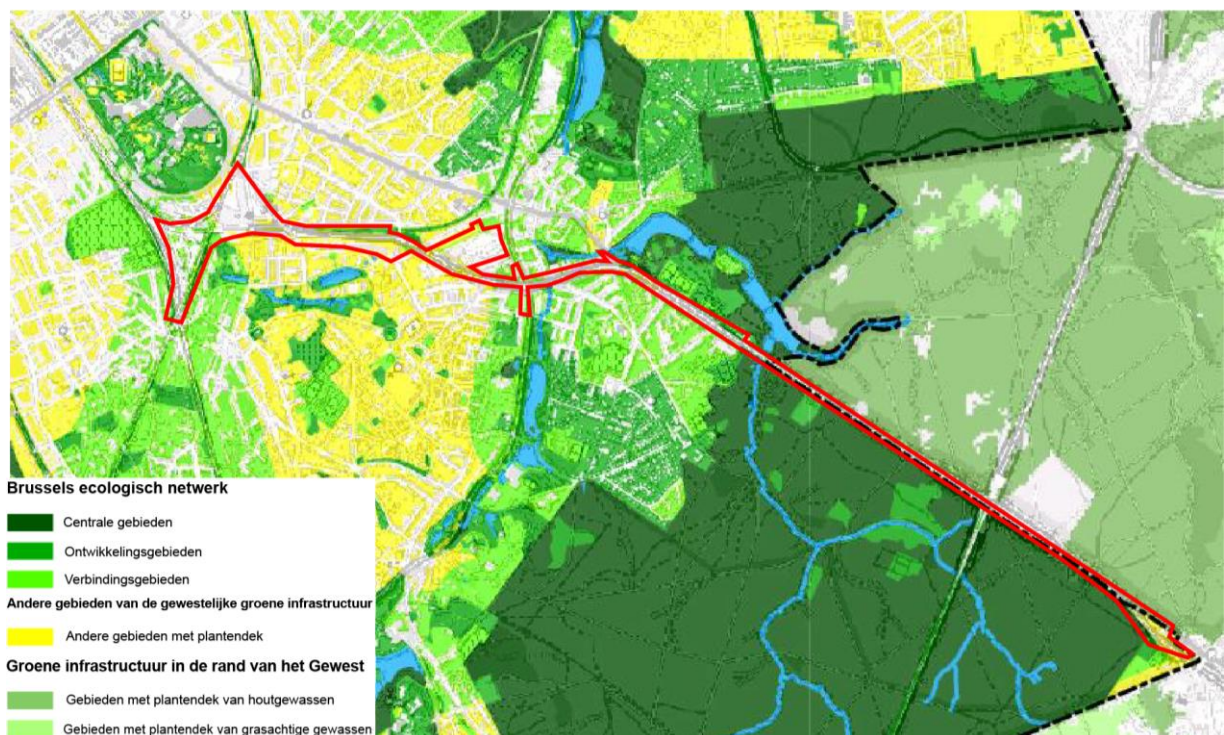 Brussels ecologisch netwerk
Centrale gebieden
Ontwikkelingsgebieden
Verbindingsgebieden
Andere gebieden van de gewestelijke groene infrastructuur
Andere gebieden met plantendek
Groene infrastructuur in de rand van het Gewest
Gebieden met plantendek van houtgewassen
Gebieden met plantendek van grasachtige gewassen